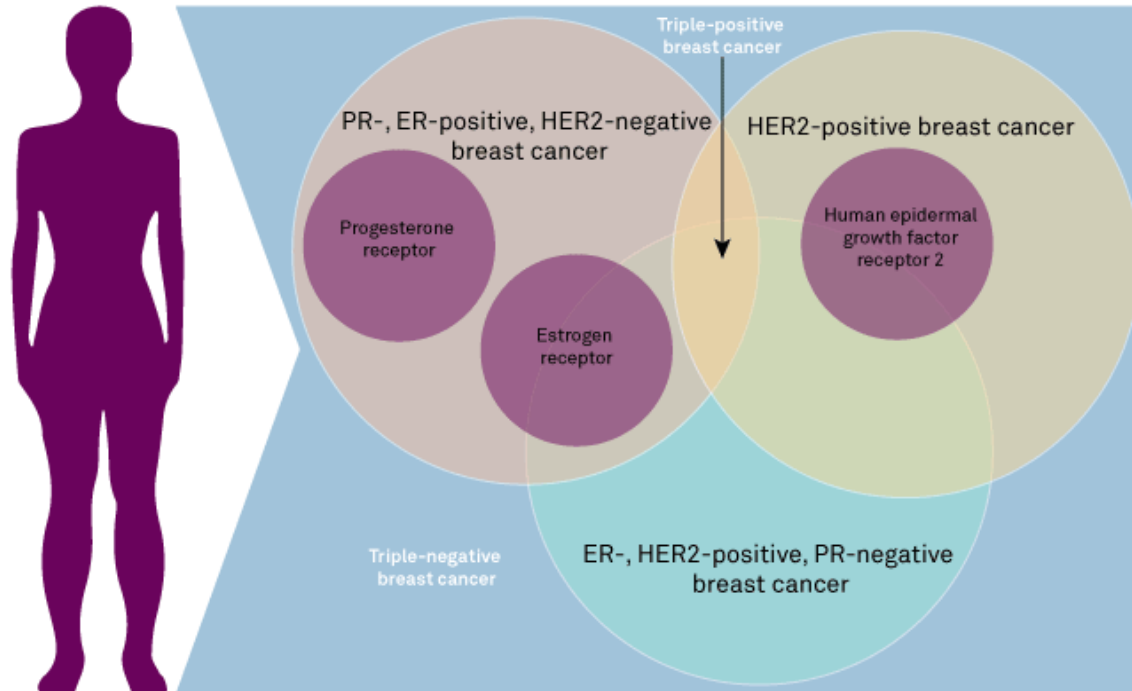 Triple-positive
breast cancer
PR-, ER-positive, HER2-negative
breast cancer
HER2-positive breast cancer
Progesterone
receptor
Human epidermal
growth factor
receptor 2
Estrogen
receptor
Triple-negative
breast cancer
ER-, HER2-positive, PR-negative
breast cancer